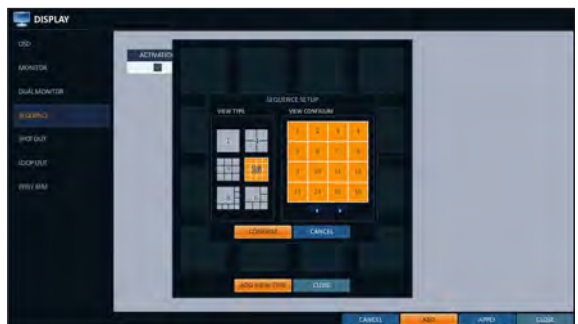 DISPLAY
OSD
MONITOR
DUAL MONITOR
SEQUENCE
SPOT OUT
LOOP OUT
ACTIVATION
SEQUENCE SETUP
VIEW TYPE
VIEW CONFIGURE
1 2 3 4
5 6 7 8
9 10 11 12
13 14 15 16
CONFIRM
CANCEL
ADD VIEW TYPE
CLOSE
CANCEL
ADD
APPLY
CLOSE